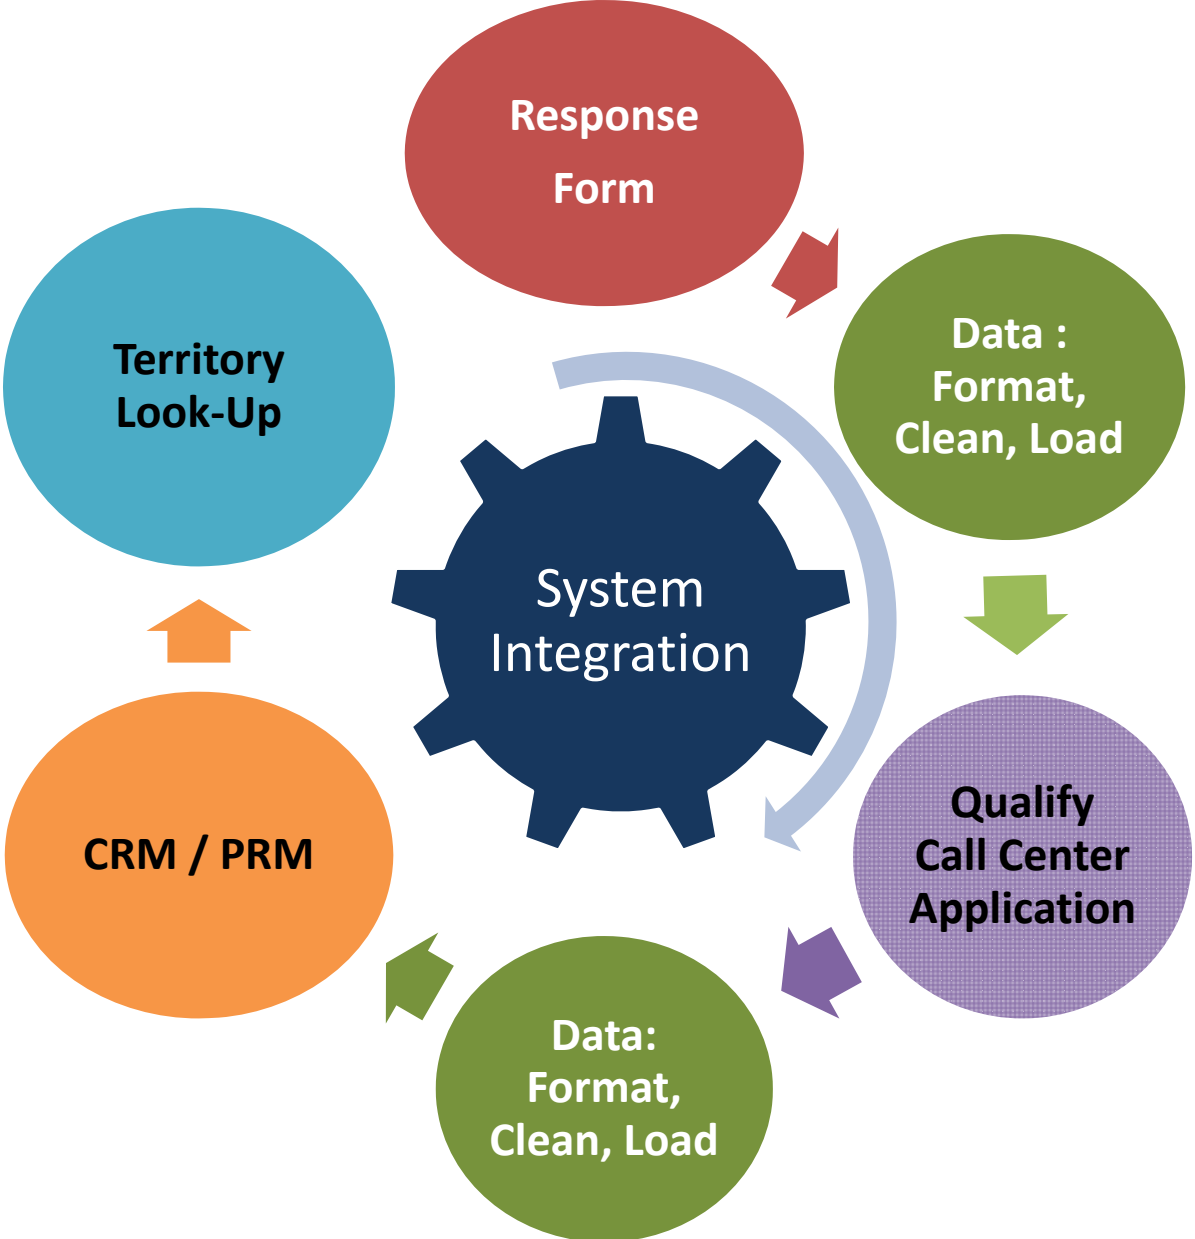 Response
Form
Data :
Format,
Clean, Load
Territory
Look-Up
System
Integration
Qualify
Call Center
Application
CRM / PRM
Data:
Format,
Clean, Load